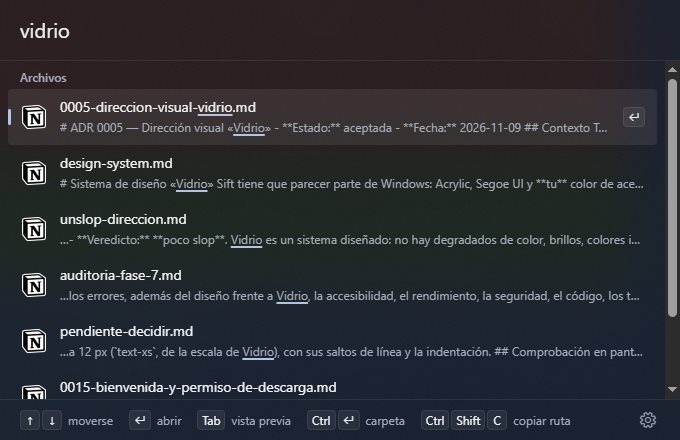 vidrio
Archivos
0005-direccion-visual-vidrio.md
# ADR 0005 — Dirección visual «Vidrio» - **Estado:** aceptada - **Fecha:** 2026-11-09 ## Contexto T...
design-system.md
# Sistema de diseño «Vidrio» Sift tiene que parecer parte de Windows: Acrylic, Segoe UI y **tu** color de ace...
unslop-direccion.md
...- **Veredicto:** **poco slop**. Vidrio es un sistema diseñado: no hay degradados de color, brillos, colores i...
auditoria-fase-7.md
...los errores, además del diseño frente a Vidrio, la accesibilidad, el rendimiento, la seguridad, el código, los t...
pendiente-decidir.md
...a 12 px (`text-xs`, de la escala de Vidrio), con sus saltos de línea y la indentación. ## Comprobación en pant...
0015-bienvenida-y-permiso-de-descarga.md
↑ ↓ moverse ↵ abrir Tab vista previa Ctrl ↵ carpeta Ctrl Shift C copiar ruta